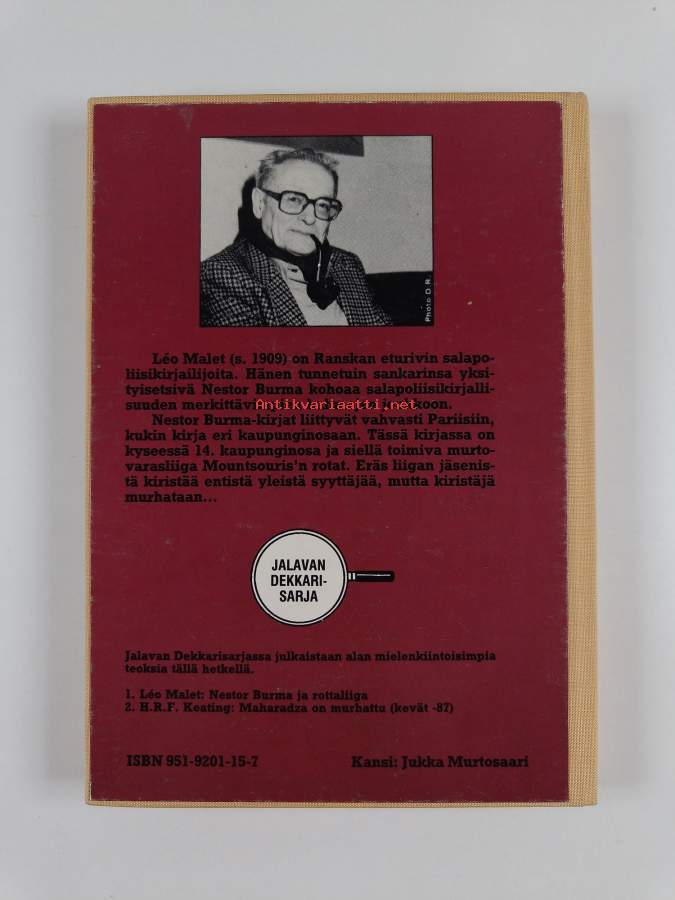 Photo D. R.
Léo Malet (s. 1909) on Ranskan eturivin salapo-
liisikirjailijoita. Hänen tunnetuin sankarinsa yksi-
tyisetsivä Nestor Burma kohoaa salapoliisikirjalli-
suuden merkittävi koon.
Antikvariaatti.net
Nestor Burma-kirjat liittyvät vahvasti Pariisiin,
kukin kirja eri kaupunginosaan. Tässä kirjassa on
kyseessä 14. kaupunginosa ja siellä toimiva murto-
varasliiga Mountsouris'n rotat. Eräs liigan jäsenis-
tä kiristää entistä yleistä syyttäjää, mutta kiristäjä
murhataan...
JALAVAN
DEKKARI-
SARJA
Jalavan Dekkarisarjassa julkaistaan alan mielenkiintoisimpia
teoksia tällä hetkellä.
1. Léo Malet: Nestor Burma ja rottaliiga
2. H.R.F. Keating: Maharadza on murhattu (kevät -87)
ISBN 951-9201-15-7 Kansi: Jukka Murtosaari